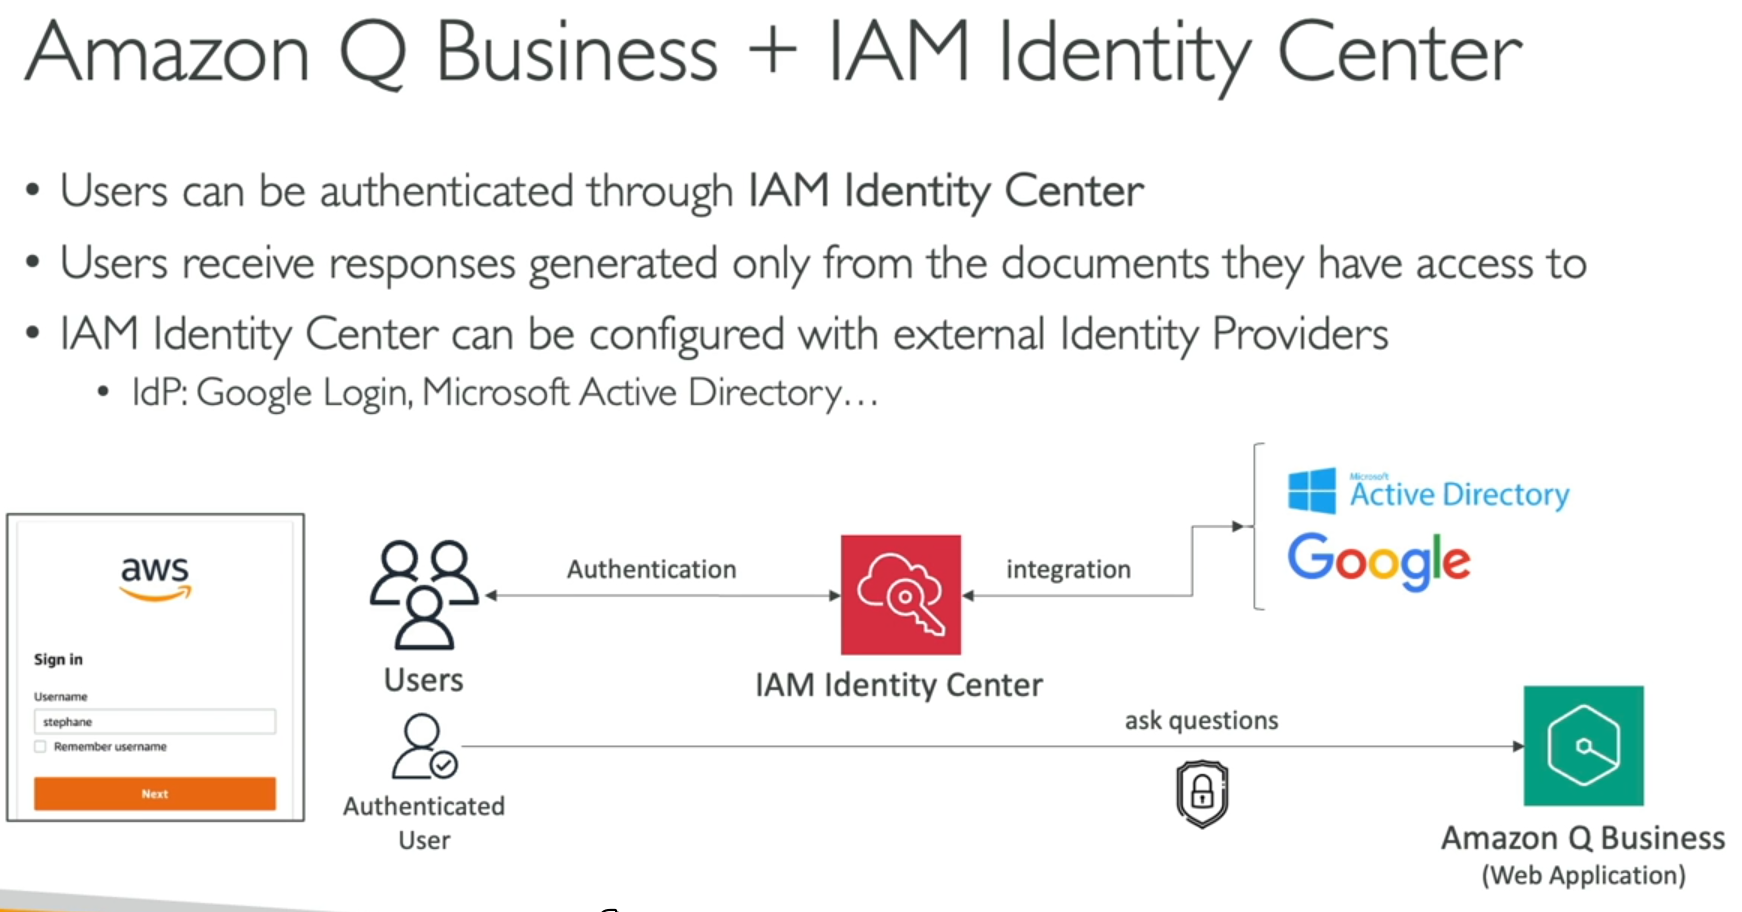 Amazon Q Business + IAM Identity Center
• Users can be authenticated through IAM Identity Center
• Users receive responses generated only from the documents they have access to
• IAM Identity Center can be configured with external Identity Providers
• IdP: Google Login, Microsoft Active Directory…
Microsoft
Active Directory
Google
aws
Sign in
Username
stephane
Remember username
Next
Users
Authentication
IAM Identity Center
integration
Authenticated
User
ask questions
Amazon Q Business
(Web Application)